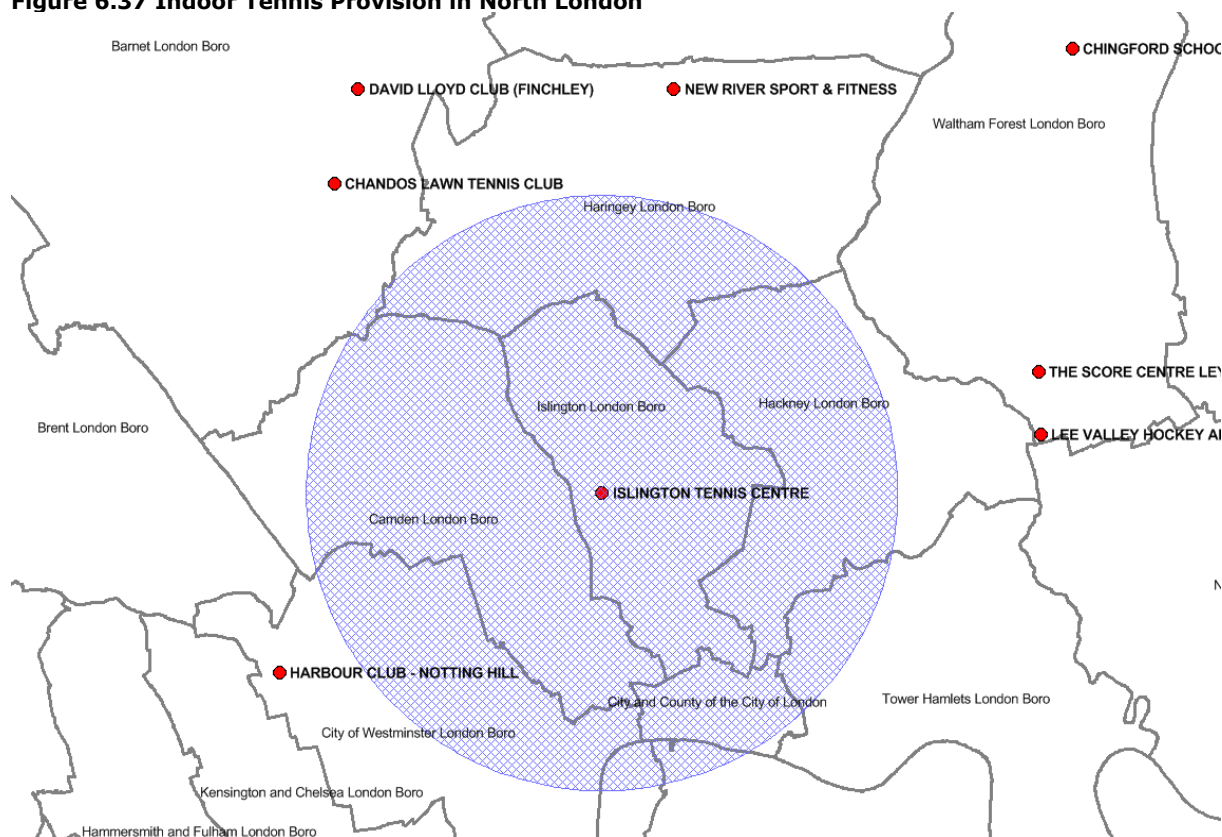 Figure 6.37 Indoor Tennis Provision in North London
Barnet London Boro
CHINGFORD SCHOO
DAVID LLOYD CLUB (FINCHLEY)
NEW RIVER SPORT & FITNESS
Waltham Forest London Boro
CHANDOS LAWN TENNIS CLUB
Haringey London Boro
THE SCORE CENTRE LEY
Islington London Boro
Hackney London Boro
Brent London Boro
LEE VALLEY HOCKEY A
ISLINGTON TENNIS CENTRE
Camden London Boro
N
HARBOUR CLUB - NOTTING HILL
City and County of the City of London
Tower Hamlets London Boro
City of Westminster London Boro
Kensington and Chelsea London Boro
Hammersmith and Fulham London Boro